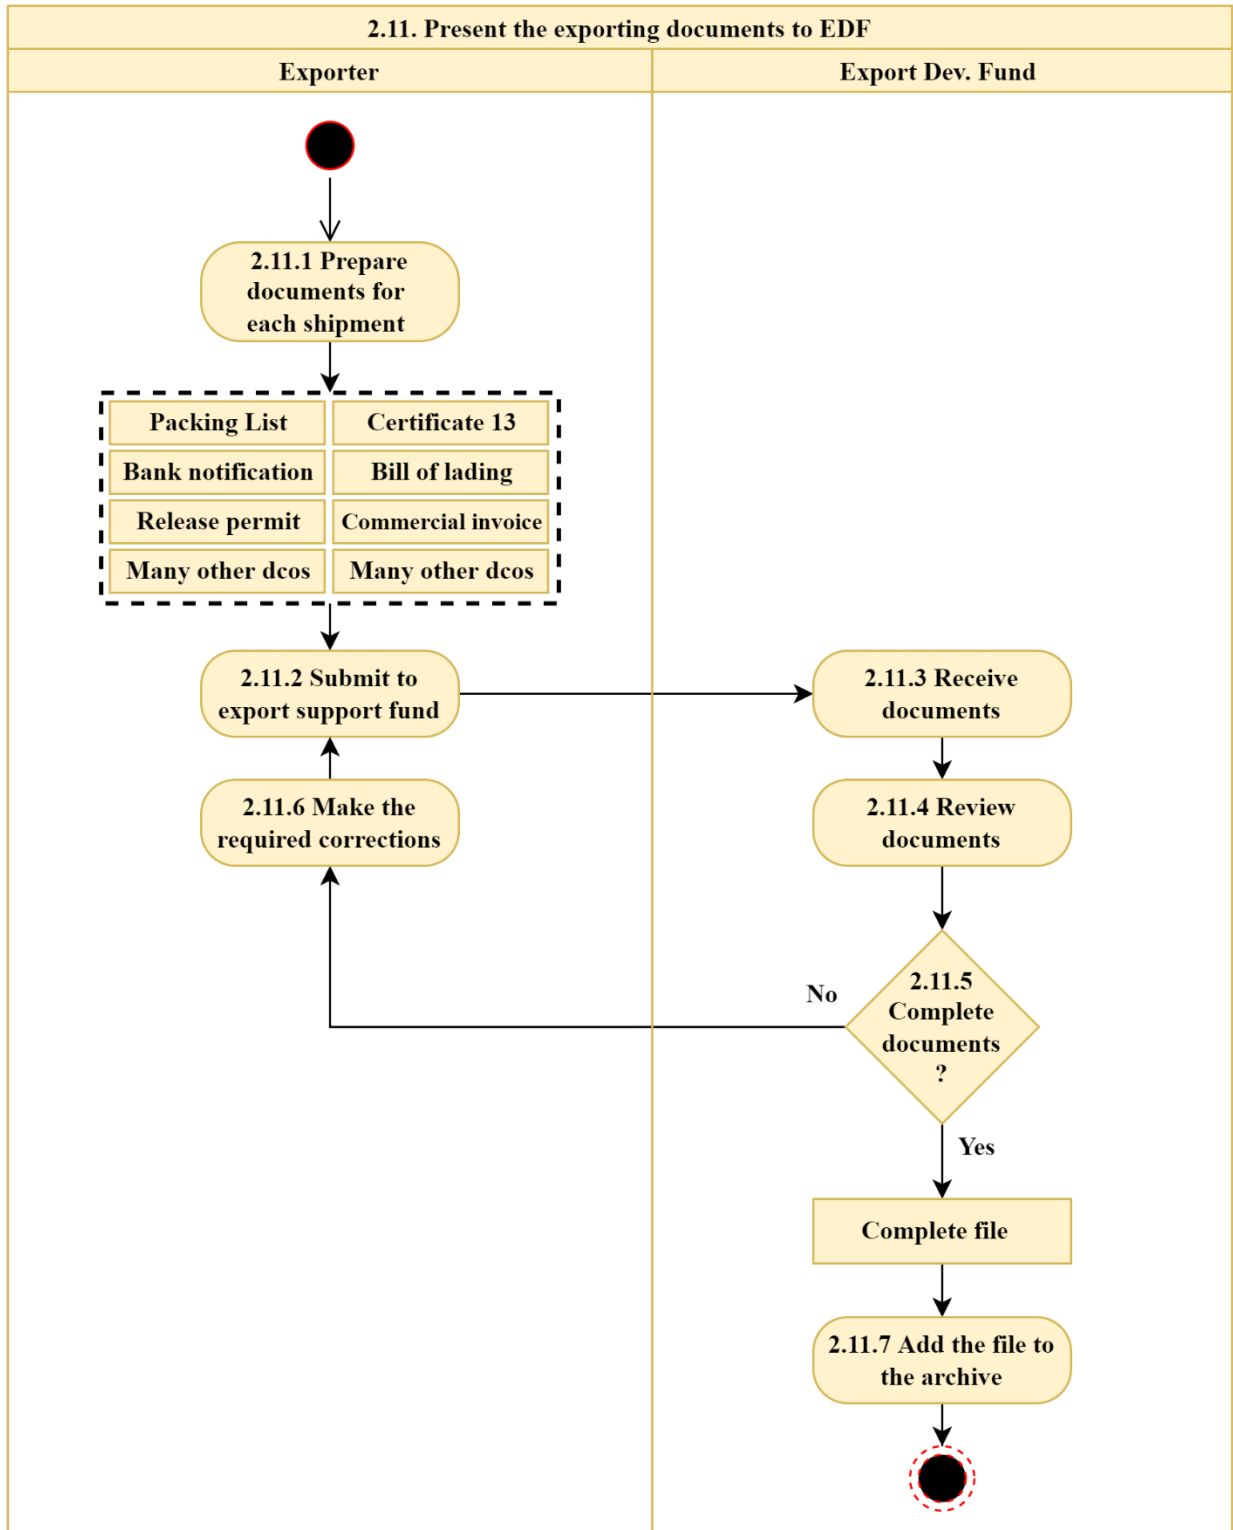 2.11. Present the exporting documents to EDF
Exporter
Export Dev. Fund
2.11.1 Prepare
documents for
each shipment
Packing List
Certificate 13
Bank notification
Bill of lading
Release permit
Commercial invoice
Many other dcos
Many other dcos
2.11.2 Submit to
export support fund
2.11.3 Receive
documents
2.11.6 Make the
required corrections
2.11.4 Review
documents
2.11.5
Complete
documents
?
No
Yes
Complete file
2.11.7 Add the file to
the archive